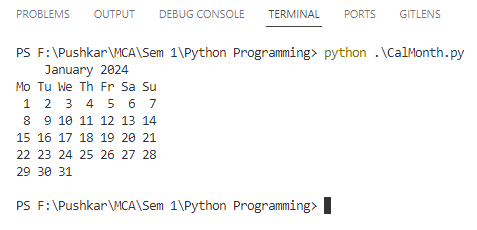 PROBLEMS OUTPUT DEBUG CONSOLE TERMINAL PORTS GITLENS
PS F:\Pushkar\MCA\Sem 1\Python Programming> python .\CalMonth.py
    January 2024
Mo Tu We Th Fr Sa Su
 1  2  3  4  5  6  7
 8  9 10 11 12 13 14
15 16 17 18 19 20 21
22 23 24 25 26 27 28
29 30 31
PS F:\Pushkar\MCA\Sem 1\Python Programming>